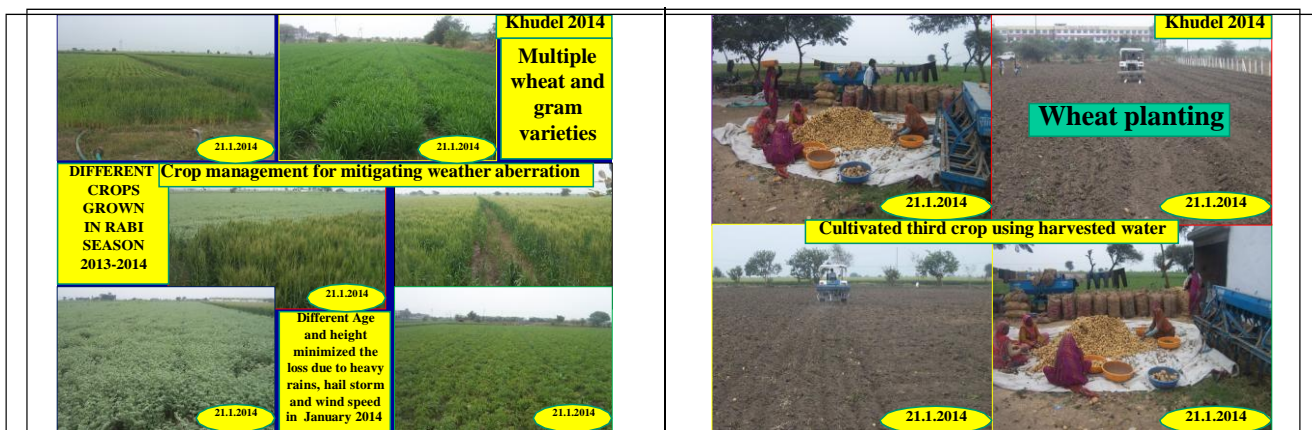 Khudel 2014
Multiple
wheat and
gram
varieties
21.1.2014
21.1.2014
Crop management for mitigating weather aberration
DIFFERENT
CROPS
GROWN
IN RABI
SEASON
2013-2014
21.1.2014
Different Age
and height
minimized the
loss due to heavy
rains, hail storm
and wind speed
in January 2014
21.1.2014
21.1.2014
Khudel 2014
Wheat planting
21.1.2014
21.1.2014
Cultivated third crop using harvested water
21.1.2014
21.1.2014